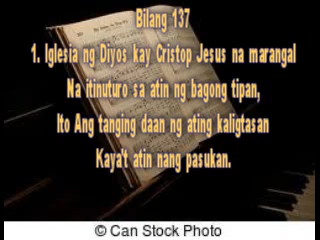 Bilang 137
1. Iglesia ng Diyos kay Cristop Jesus na marangal
Na itinuturo sa atin ng bagong tipan,
Ito Ang tanging daan ng ating kaligtasan
Kaya't atin nang pasukan.
© Can Stock Photo